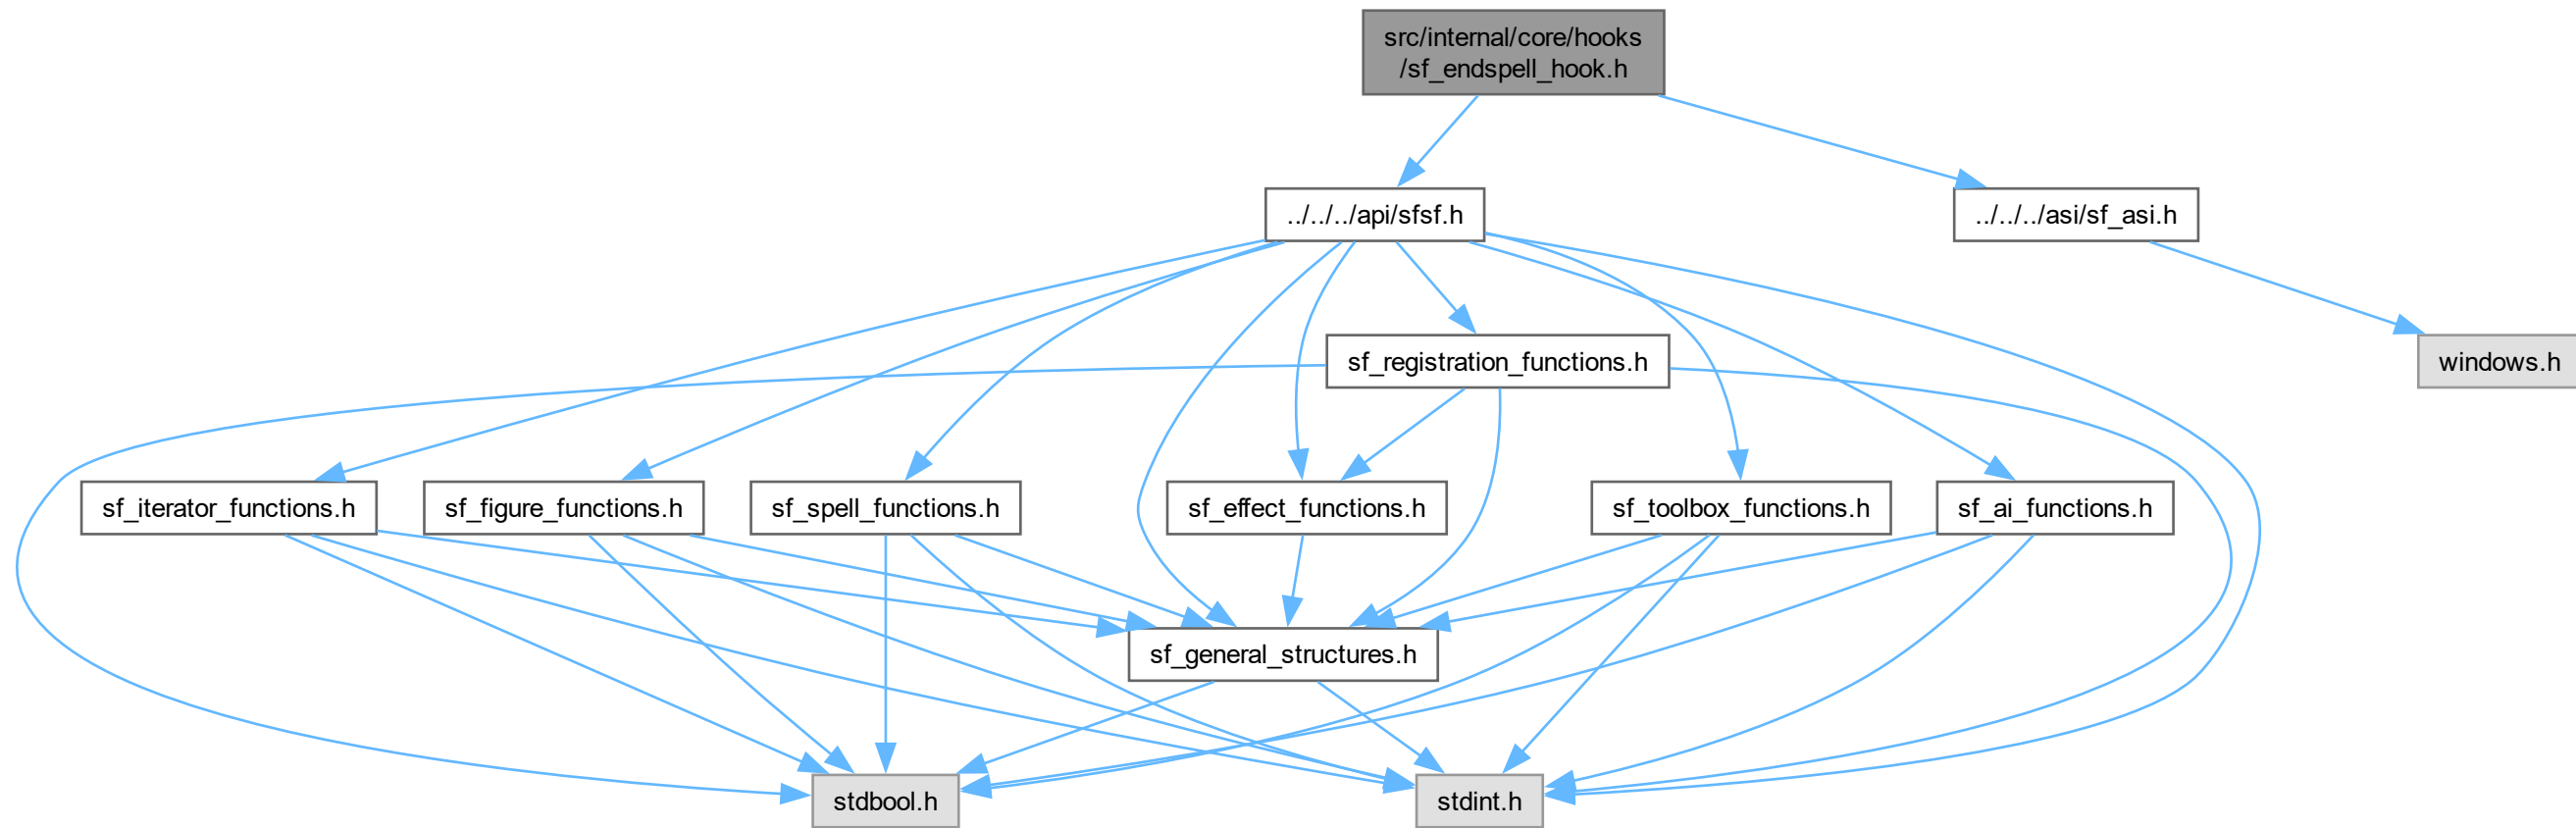 src/internal/core/hooks
/sf_endspell_hook.h
../../../api/sfsf.h
../../../asi/sf_asi.h
sf_registration_functions.h
windows.h
sf_iterator_functions.h
sf_figure_functions.h
sf_spell_functions.h
sf_effect_functions.h
sf_toolbox_functions.h
sf_ai_functions.h
sf_general_structures.h
stdbool.h
stdint.h